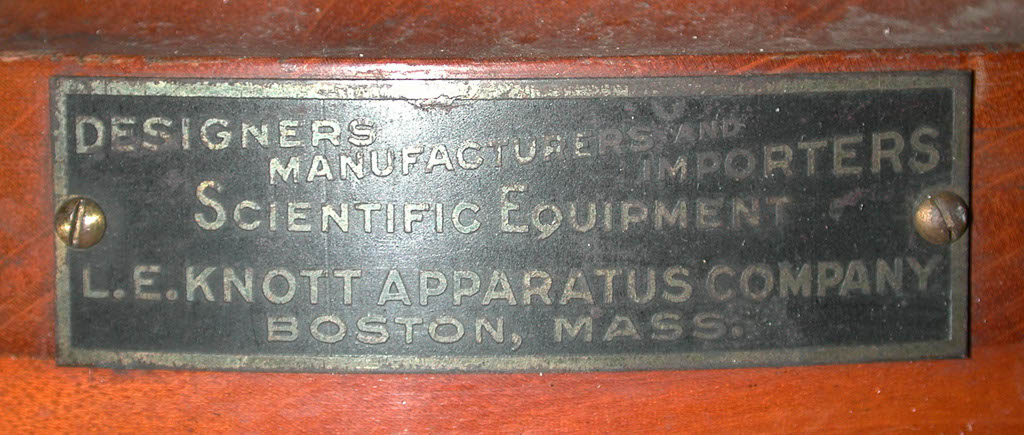 DESIGNERS
MANUFACTURERS AND
IMPORTERS
SCIENTIFIC EQUIPMENT
L.E.KNOTT APPARATUS COMPANY
BOSTON, MASS.